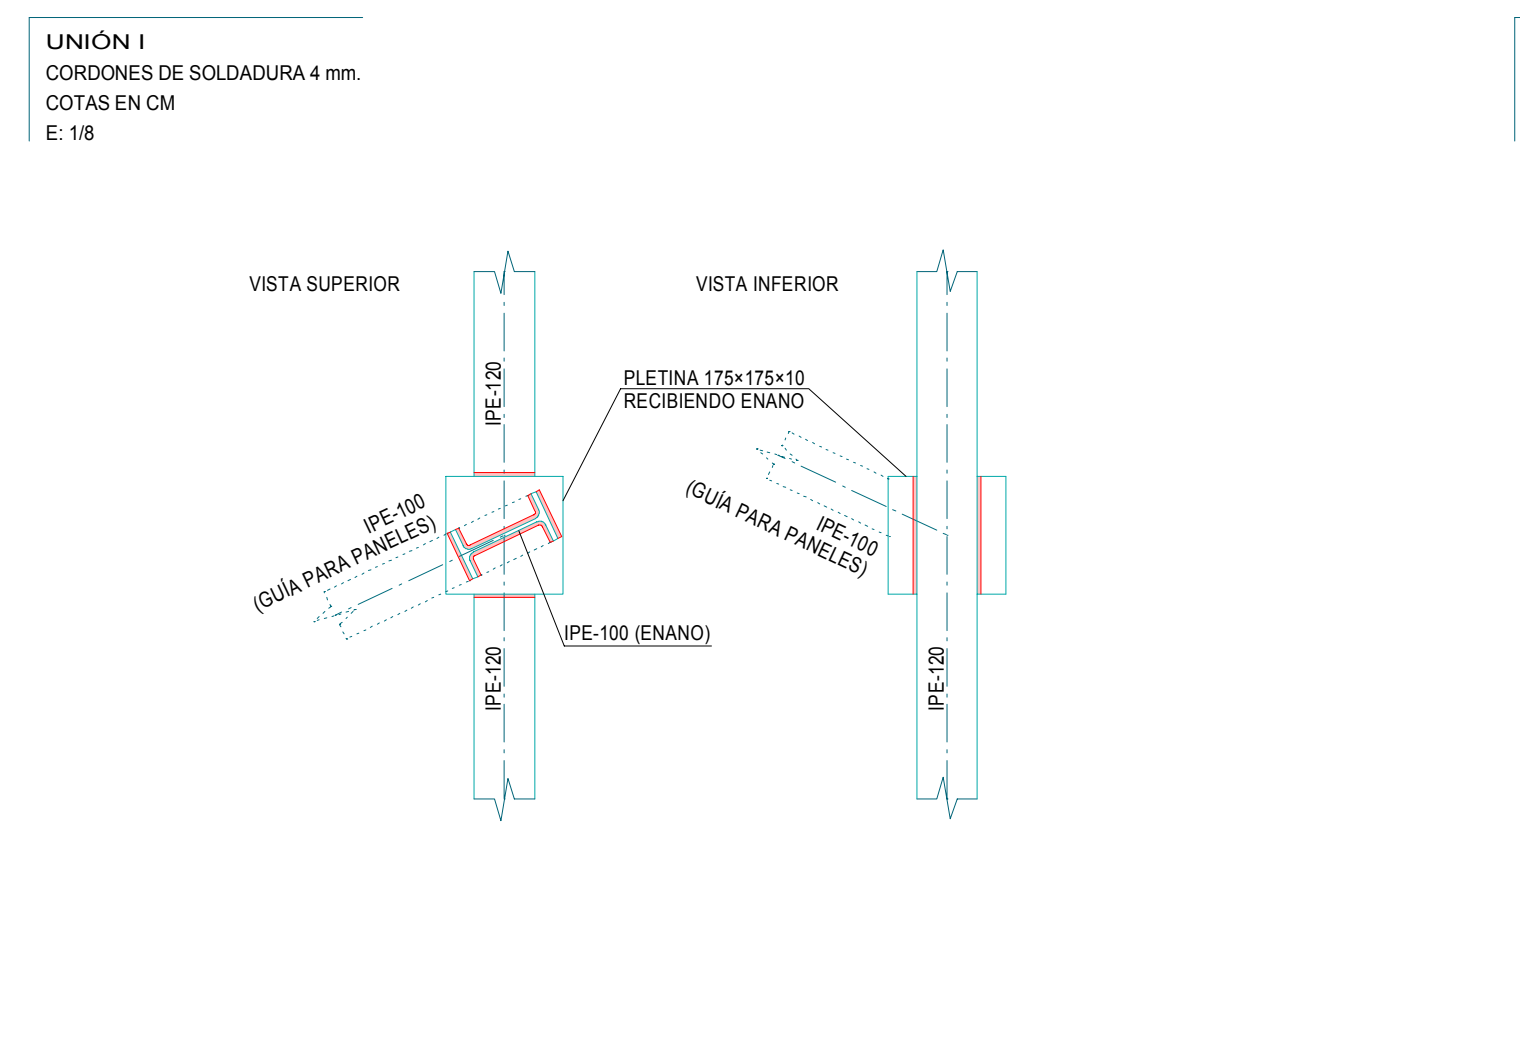 UNIÓN I
CORDONES DE SOLDADURA 4 mm.
COTAS EN CM
E: 1/8
VISTA SUPERIOR
VISTA INFERIOR
IPE-120
PLETINA 175×175×10
RECIBIENDO ENANO
IPE-100
(GUÍA PARA PANELES)
IPE-100
(GUÍA PARA PANELES)
IPE-100 (ENANO)
IPE-120
IPE-120